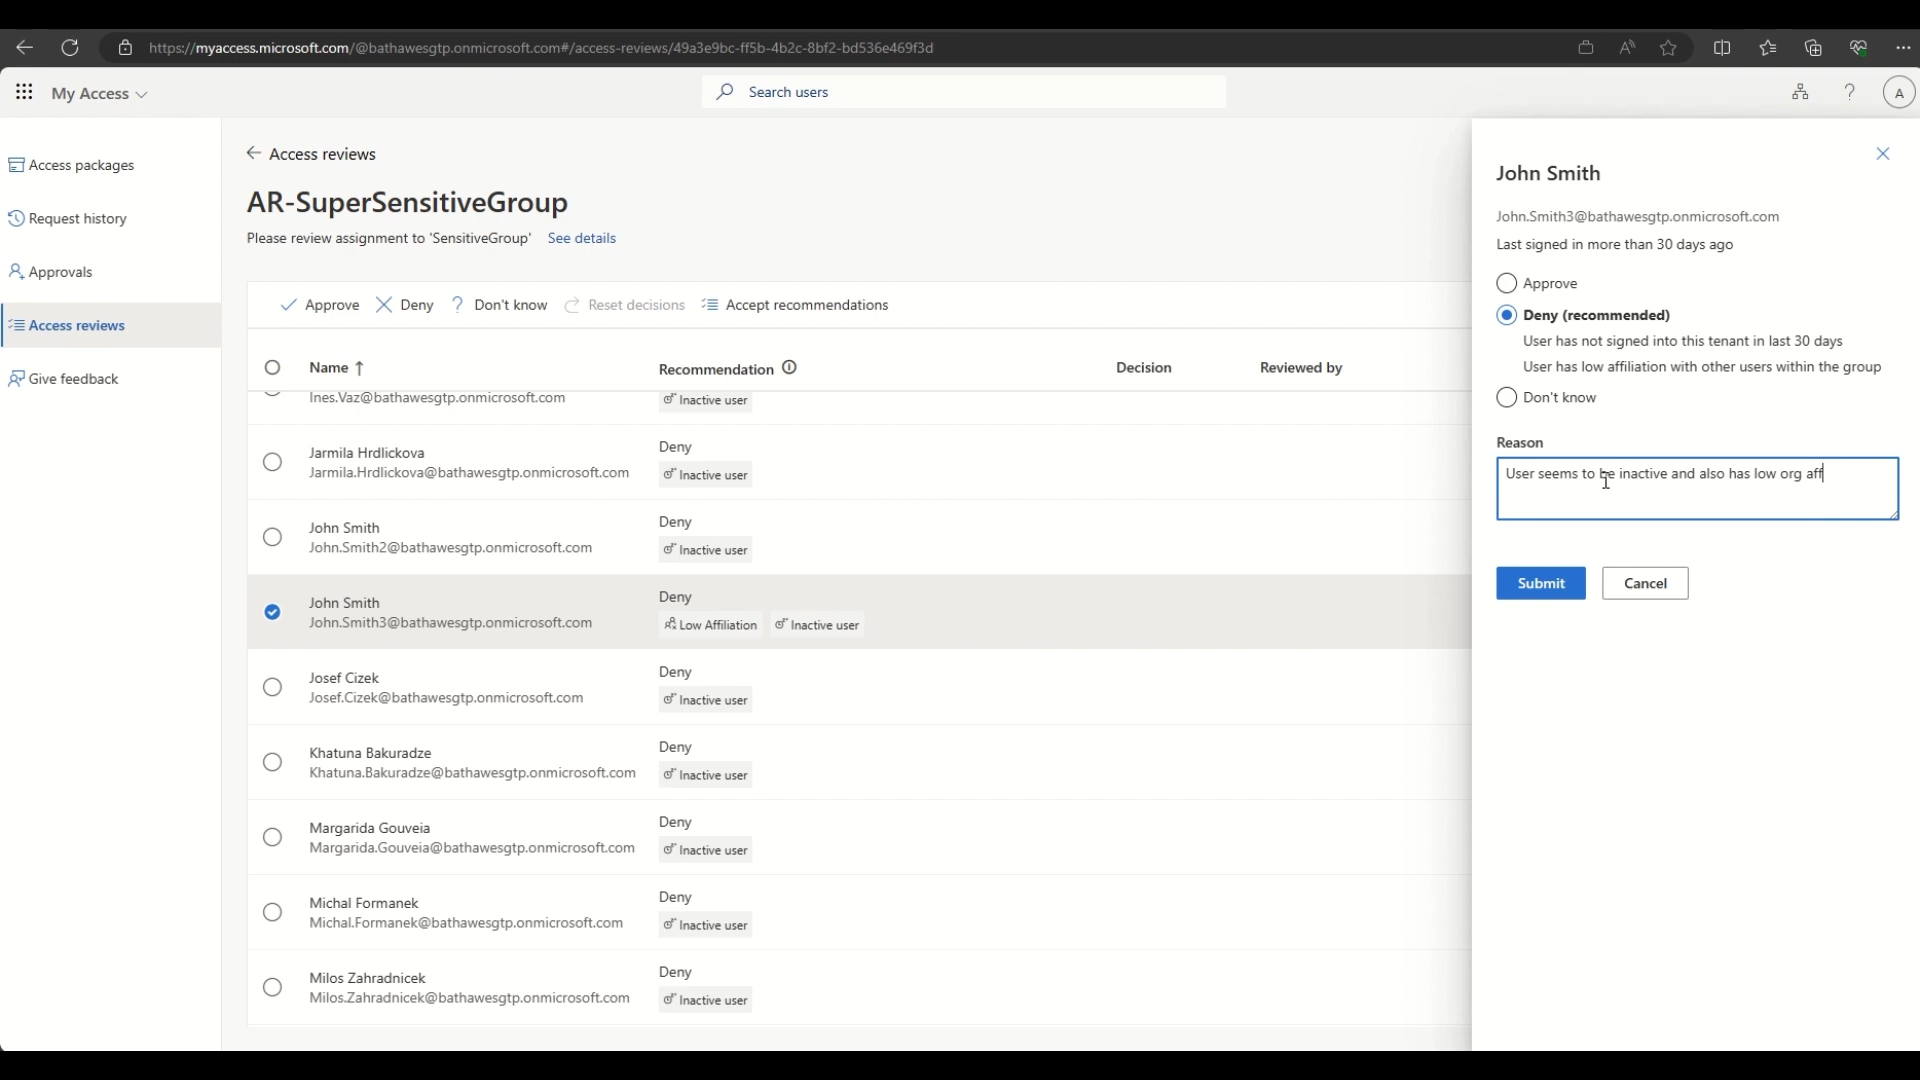 https://myaccess.microsoft.com/@bathawesgtp.onmicrosoft.com#/access-reviews/49a3e9bc-ff5b-4b2c-8bf2-bd536e469f3d
My Access
Search users
A
Access packages
Request history
Approvals
Access reviews
Give feedback
Access reviews
AR-SuperSensitiveGroup
Please review assignment to 'SensitiveGroup' See details
Approve Deny Don't know Reset decisions Accept recommendations
Name Recommendation Decision Reviewed by
Ines.Vaz@bathawesgtp.onmicrosoft.com Inactive user
Jarmila Hrdlickova Deny
Jarmila.Hrdlickova@bathawesgtp.onmicrosoft.com Inactive user
John Smith Deny
John.Smith2@bathawesgtp.onmicrosoft.com Inactive user
John Smith Deny
John.Smith3@bathawesgtp.onmicrosoft.com Low Affiliation Inactive user
Josef Cizek Deny
Josef.Cizek@bathawesgtp.onmicrosoft.com Inactive user
Khatuna Bakuradze Deny
Khatuna.Bakuradze@bathawesgtp.onmicrosoft.com Inactive user
Margarida Gouveia Deny
Margarida.Gouveia@bathawesgtp.onmicrosoft.com Inactive user
Michal Formanek Deny
Michal.Formanek@bathawesgtp.onmicrosoft.com Inactive user
Milos Zahradnicek Deny
Milos.Zahradnicek@bathawesgtp.onmicrosoft.com Inactive user
John Smith
John.Smith3@bathawesgtp.onmicrosoft.com
Last signed in more than 30 days ago
Approve
Deny (recommended)
User has not signed into this tenant in last 30 days
User has low affiliation with other users within the group
Don't know
Reason
User seems to be inactive and also has low org aff
Submit Cancel